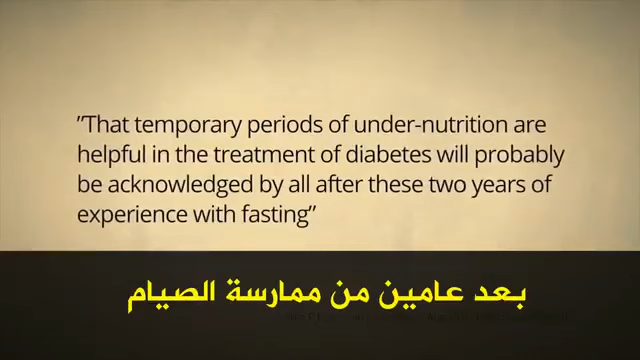 ”That temporary periods of under-nutrition are
helpful in the treatment of diabetes will probably
be acknowledged by all after these two years of
experience with fasting”
بعد عامين من ممارسة الصيام